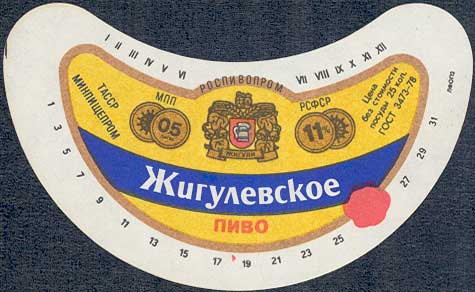 I II III IV V VI
VII VIII IX X XI XII
РОСПИВОПРОМ
ТАССР
МИНПИЩЕПРОМ
МПП
РСФСР
Цена
без стоимости
посуды 25 коп.
ГОСТ 3473-78
0,5
11%
ЖИГУЛИ
Жигулевское
ПИВО
1 3 5 7 9 11 13 15 17 19 21 23 25 27 29 31